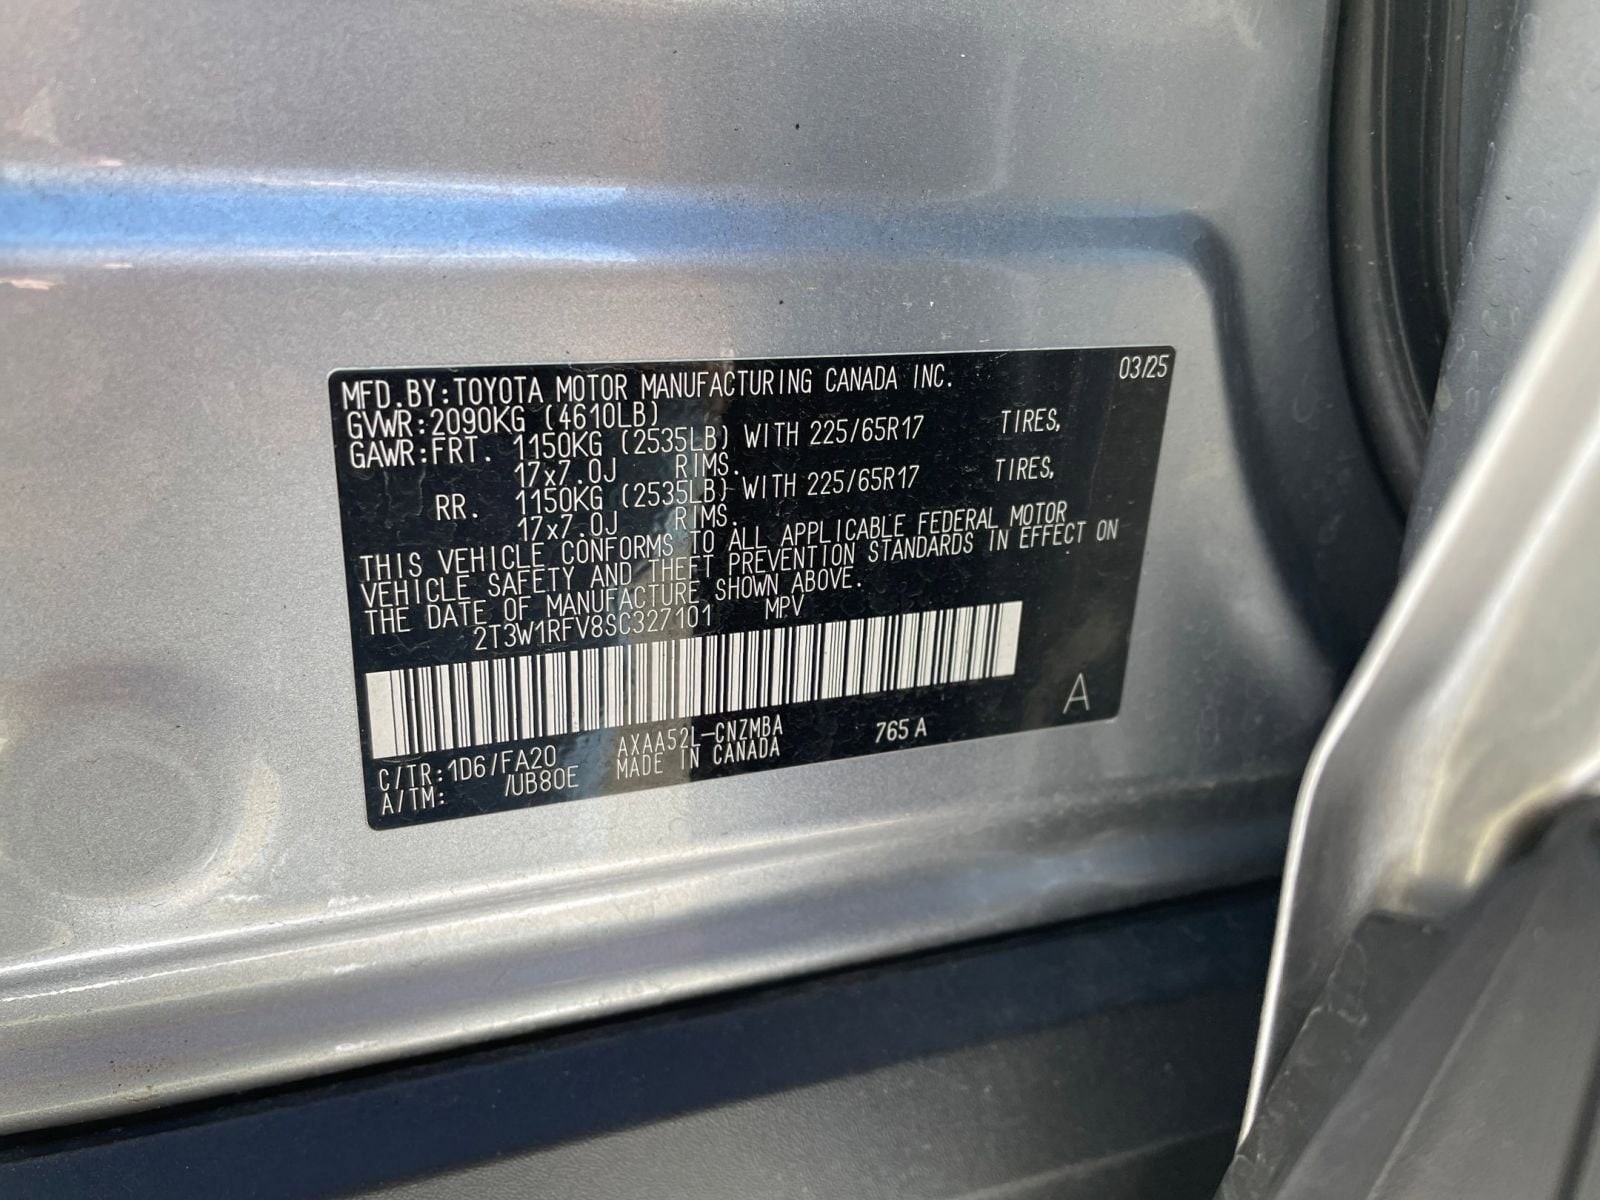 MFD.BY:TOYOTA MOTOR MANUFACTURING CANADA INC. 03/25
GVWR:2090KG (4610LB)
GAWR:FRT. 1150KG (2535LB) WITH 225/65R17 TIRES,
17x7.0J RIMS.
RR. 1150KG (2535LB) WITH 225/65R17 TIRES,
17x7.0J RIMS.
THIS VEHICLE CONFORMS TO ALL APPLICABLE FEDERAL MOTOR
VEHICLE SAFETY AND THEFT PREVENTION STANDARDS IN EFFECT ON
THE DATE OF MANUFACTURE SHOWN ABOVE.
2T3W1RFV8SC327101 MPV
A
C/TR:1D6/FA20 AXAA52L-CNZMBA 765A
A/TM: /UB80E MADE IN CANADA